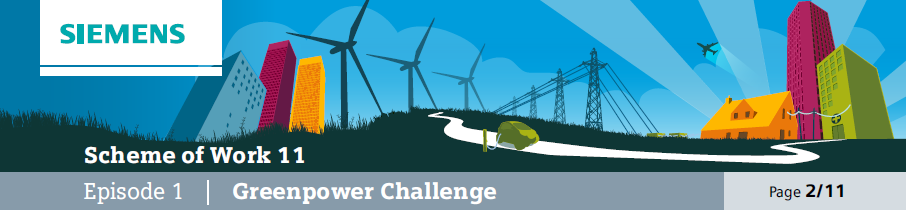 SIEMENS
Scheme of Work 11
Episode 1 | Greenpower Challenge
Page 2/11